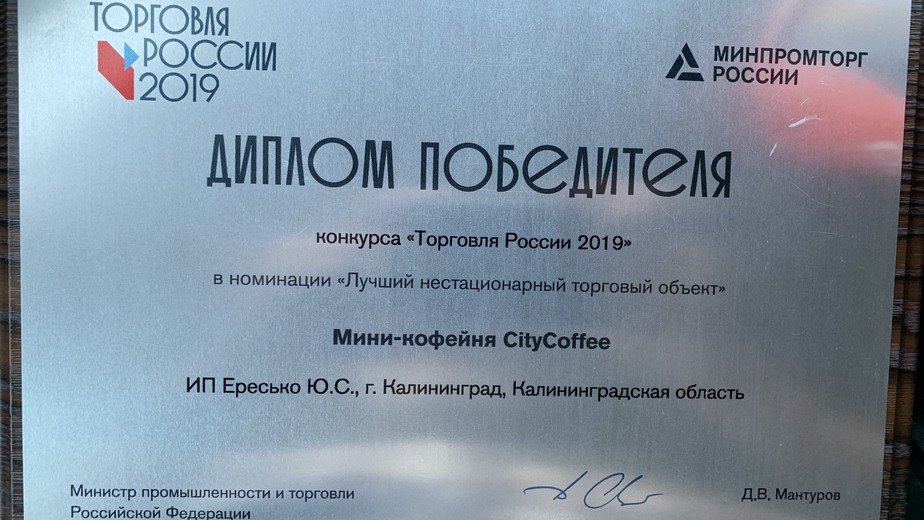 ТОРГОВЛЯ
РОССИИ
2019
МИНПРОМТОРГ
РОССИИ
ДИПЛОМ ПОБЕДИТЕЛЯ
конкурса «Торговля России 2019»
в номинации «Лучший нестационарный торговый объект»
Мини-кофейня CityCoffee
ИП Ересько Ю.С., г. Калининград, Калининградская область
Министр промышленности и торговли
Российской Федерации
Д.В. Мантуров